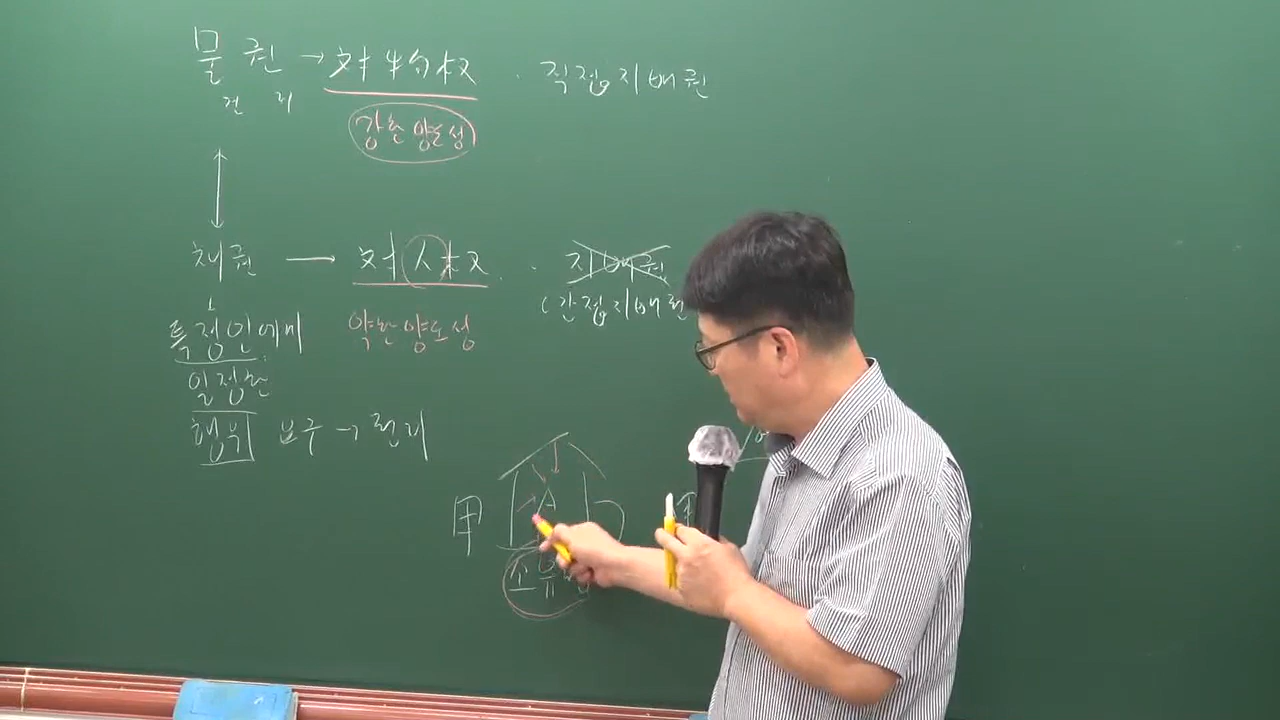 물권 → 対物权 · 직접지배권
권리
강한 양도성
채권 → 対人权 · 지배권
(간접지배권
특정인에게
약한 양도성
일정한
행위 요구 → 권리
甲 A
소유